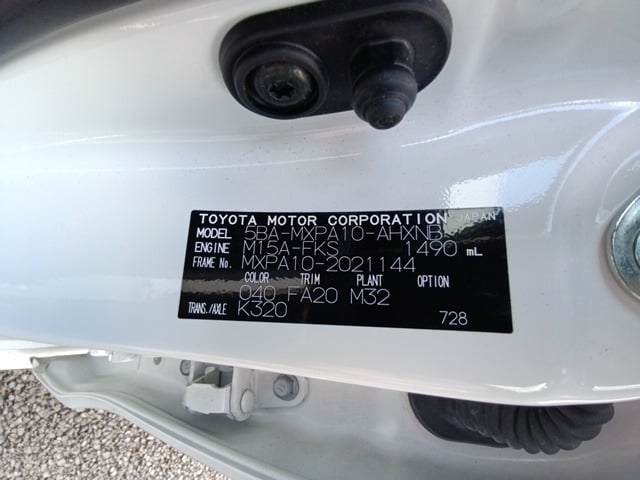 TOYOTA MOTOR CORPORATION JAPAN
MODEL 5BA-MXPA10-AHXNB
ENGINE M15A-FKS 1490 mL
FRAME No. MXPA10-2021144
COLOR TRIM PLANT OPTION
040 FA20 M32
TRANS./AXLE K320 728